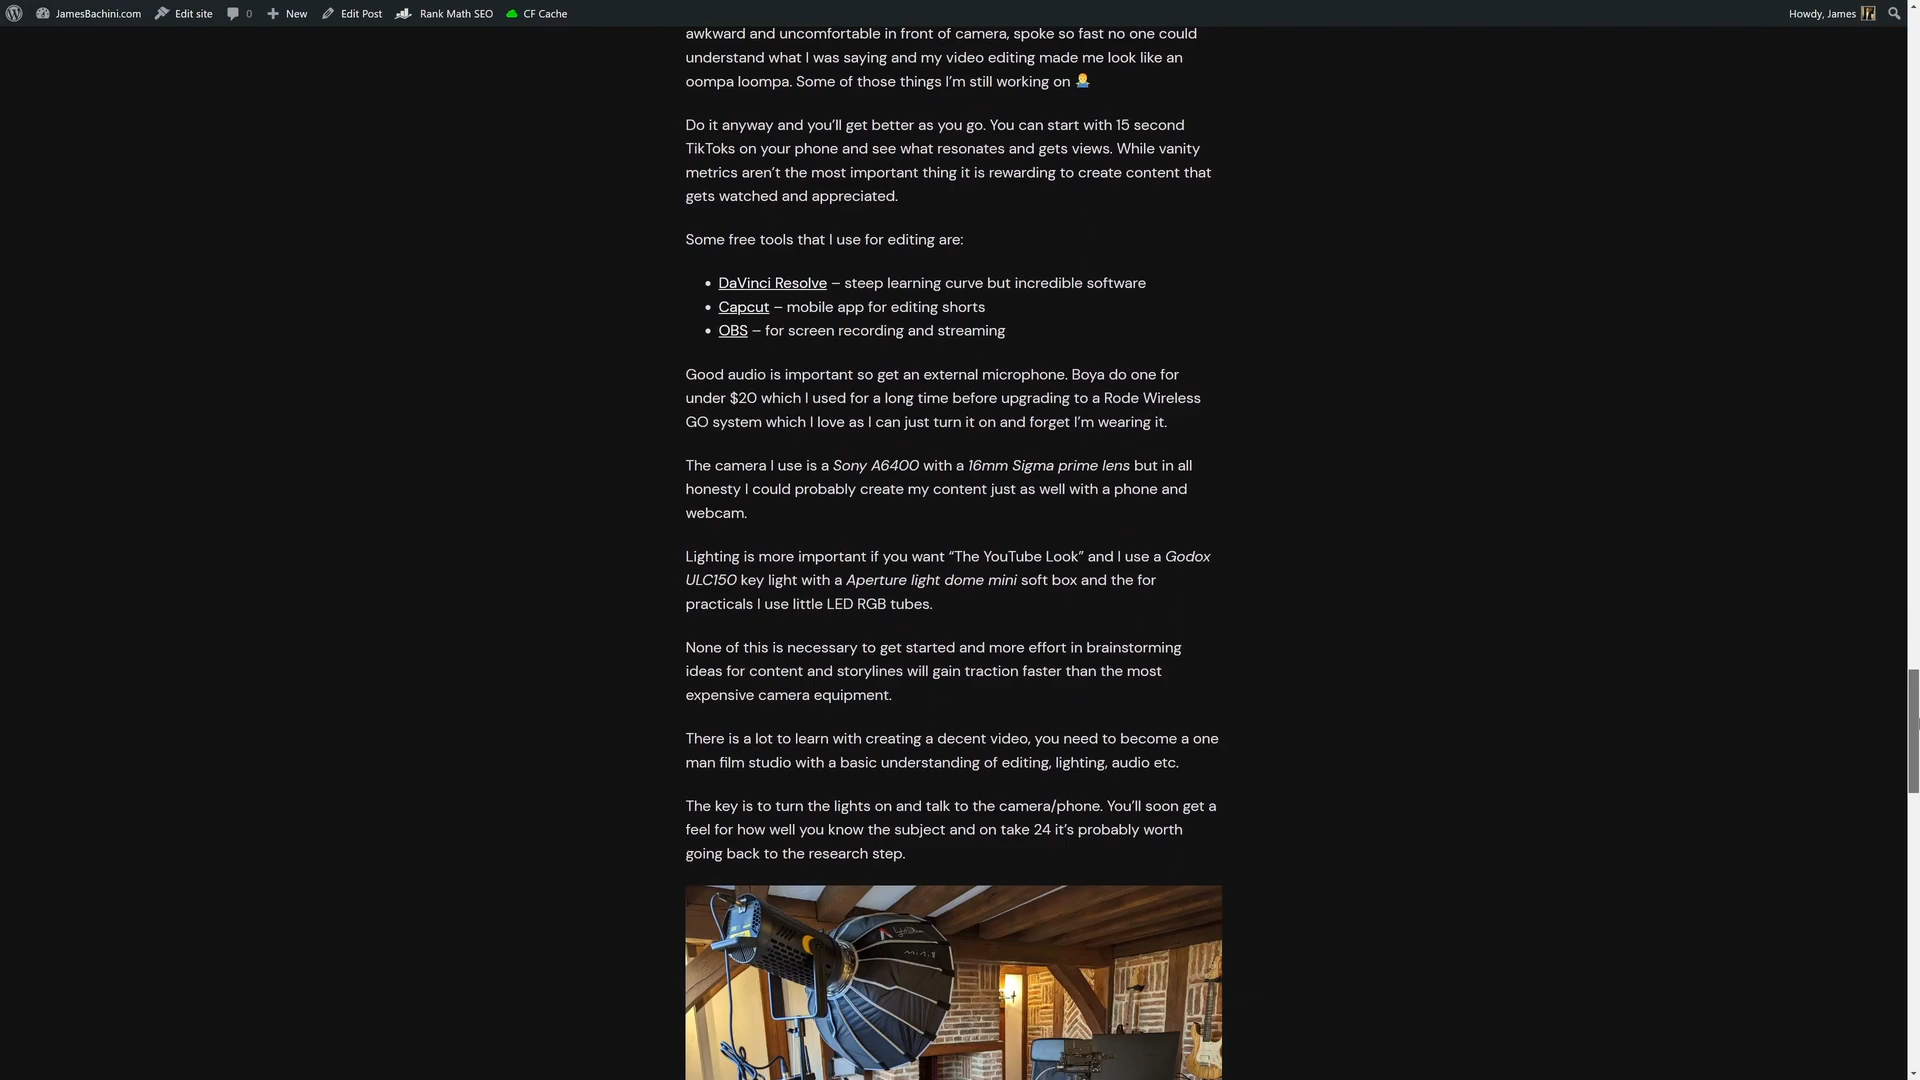 JamesBachini.com Edit site 0 New Edit Post Rank Math SEO CF Cache Howdy, James
awkward and uncomfortable in front of camera, spoke so fast no one could
understand what I was saying and my video editing made me look like an
oompa loompa. Some of those things I’m still working on
Do it anyway and you’ll get better as you go. You can start with 15 second
TikToks on your phone and see what resonates and gets views. While vanity
metrics aren’t the most important thing it is rewarding to create content that
gets watched and appreciated.
Some free tools that I use for editing are:
• DaVinci Resolve – steep learning curve but incredible software
• Capcut – mobile app for editing shorts
• OBS – for screen recording and streaming
Good audio is important so get an external microphone. Boya do one for
under $20 which I used for a long time before upgrading to a Rode Wireless
GO system which I love as I can just turn it on and forget I’m wearing it.
The camera I use is a Sony A6400 with a 16mm Sigma prime lens but in all
honesty I could probably create my content just as well with a phone and
webcam.
Lighting is more important if you want “The YouTube Look” and I use a Godox
ULC150 key light with a Aperture light dome mini soft box and the for
practicals I use little LED RGB tubes.
None of this is necessary to get started and more effort in brainstorming
ideas for content and storylines will gain traction faster than the most
expensive camera equipment.
There is a lot to learn with creating a decent video, you need to become a one
man film studio with a basic understanding of editing, lighting, audio etc.
The key is to turn the lights on and talk to the camera/phone. You’ll soon get a
feel for how well you know the subject and on take 24 it’s probably worth
going back to the research step.